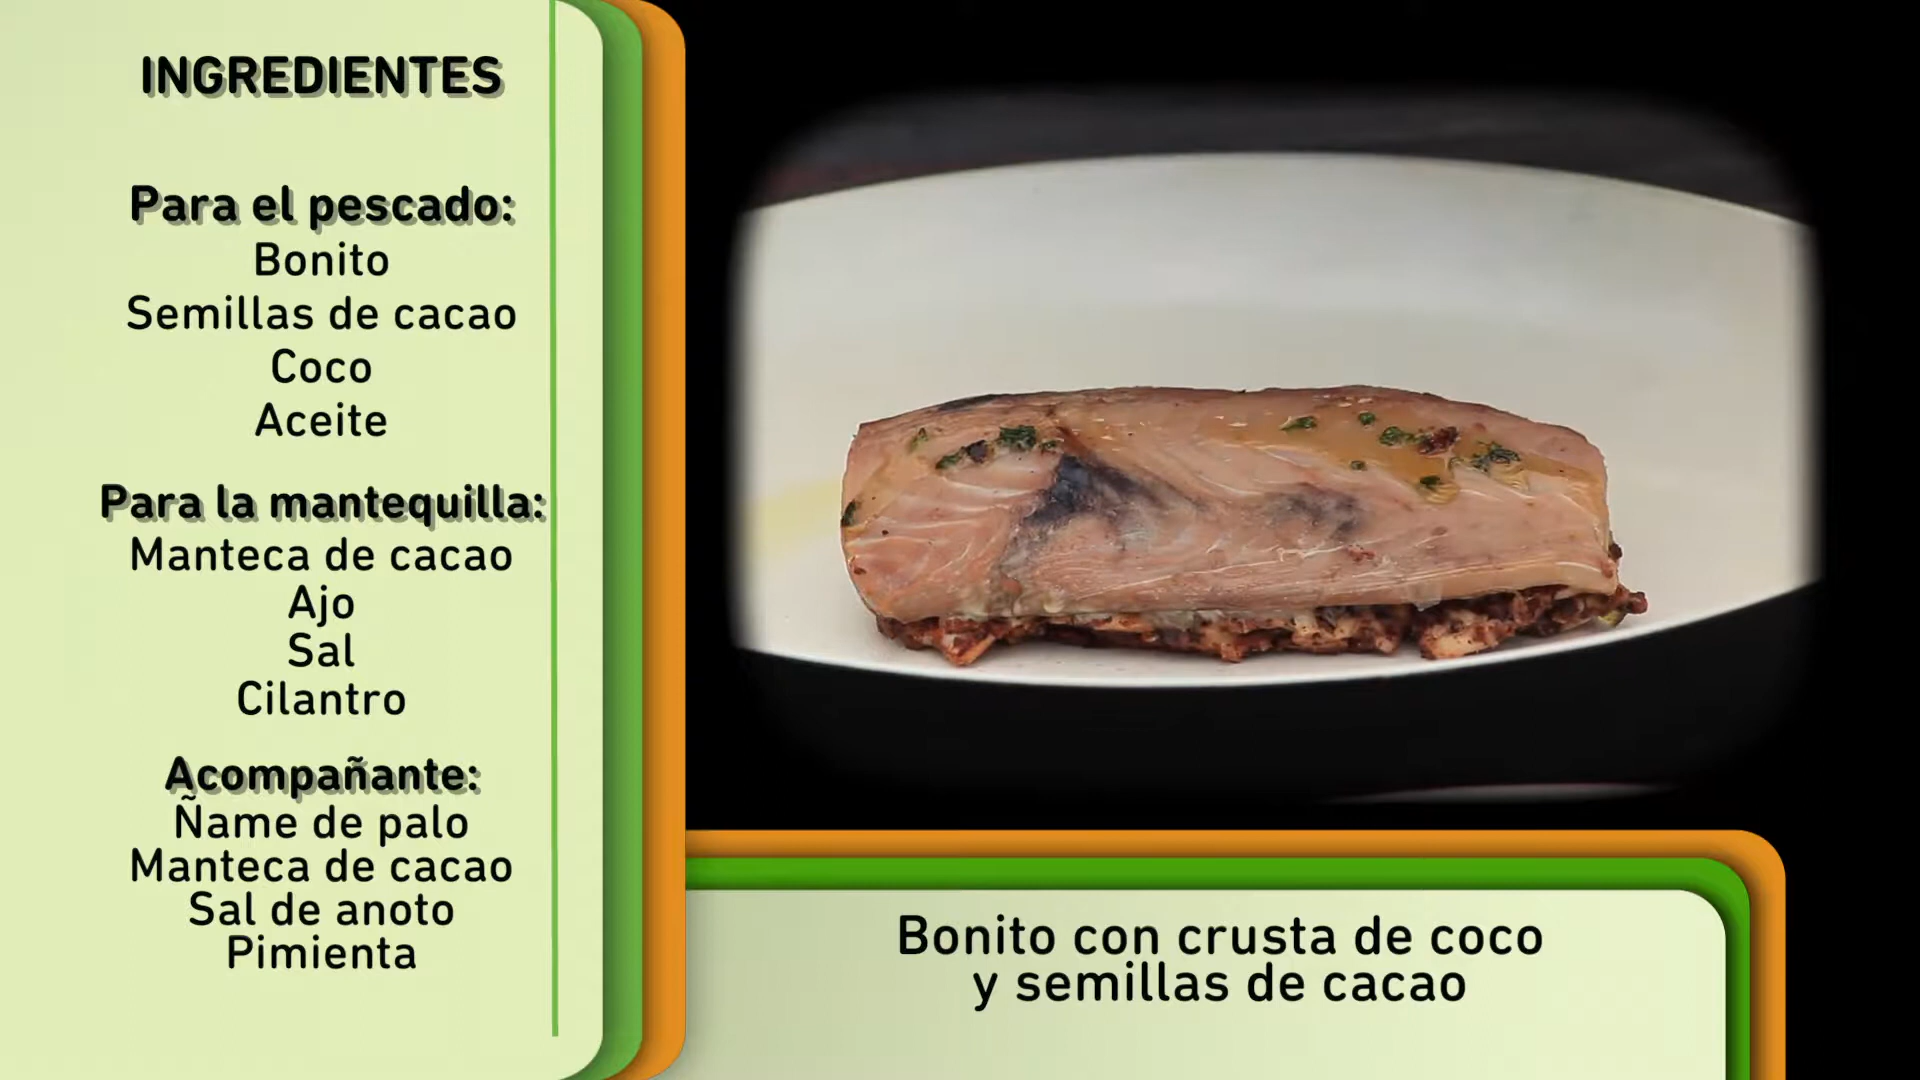 INGREDIENTES
Para el pescado:
Bonito
Semillas de cacao
Coco
Aceite
Para la mantequilla:
Manteca de cacao
Ajo
Sal
Cilantro
Acompañante:
Ñame de palo
Manteca de cacao
Sal de anoto
Pimienta
Bonito con crusta de coco
y semillas de cacao